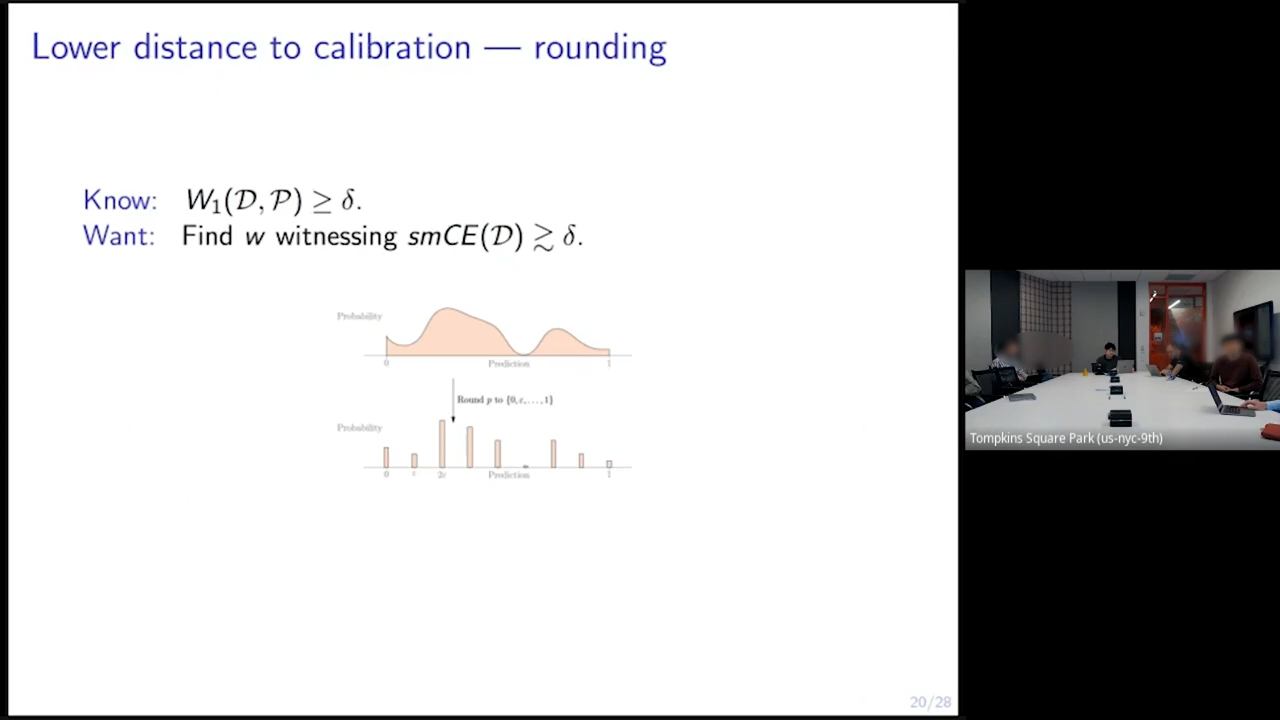 Lower distance to calibration — rounding
Know: W₁(𝒟, 𝒫) ≥ δ.
Want: Find w witnessing smCE(𝒟) ≳ δ.
Probability
0 Prediction 1
Round p to {0, ε, . . . , 1}
Probability
0 ε 2ε Prediction 1
20/28
Tompkins Square Park (us-nyc-9th)